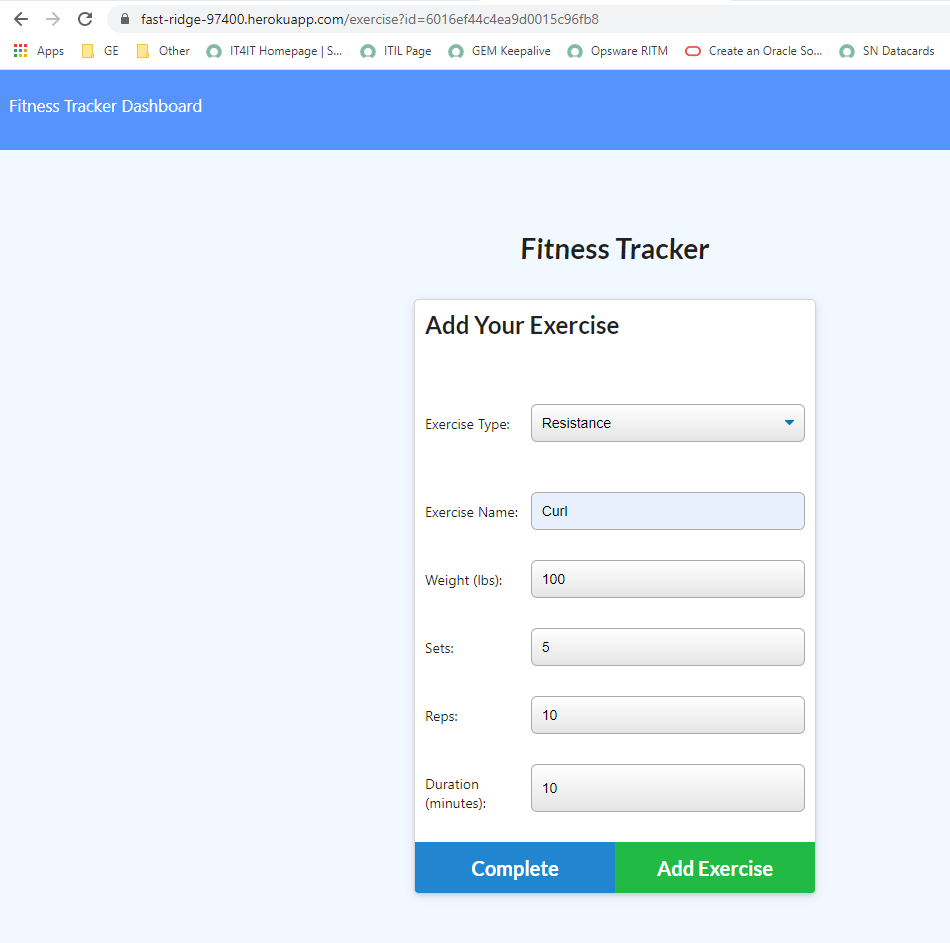 fast-ridge-97400.herokuapp.com/exercise?id=6016ef44c4ea9d0015c96fb8
Apps GE Other IT4IT Homepage | S... ITIL Page GEM Keepalive Opsware RITM Create an Oracle So... SN Datacards
Fitness Tracker Dashboard
Fitness Tracker
Add Your Exercise
Exercise Type: Resistance
Exercise Name: Curl
Weight (lbs): 100
Sets: 5
Reps: 10
Duration
(minutes): 10
Complete Add Exercise